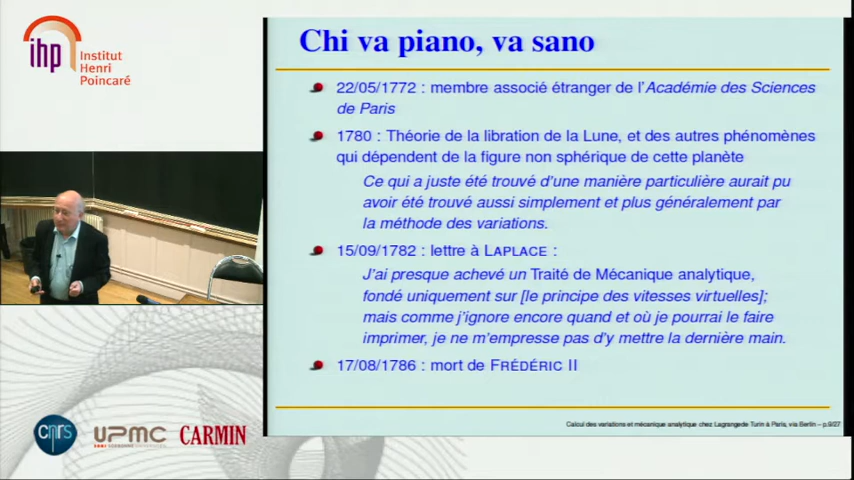 ihp
Institut
Henri
Poincaré
Chi va piano, va sano
22/05/1772 : membre associé étranger de l'Académie des Sciences
de Paris
1780 : Théorie de la libration de la Lune, et des autres phénomènes
qui dépendent de la figure non sphérique de cette planète
Ce qui a juste été trouvé d'une manière particulière aurait pu
avoir été trouvé aussi simplement et plus généralement par
la méthode des variations.
15/09/1782 : lettre à LAPLACE :
J'ai presque achevé un Traité de Mécanique analytique,
fondé uniquement sur [le principe des vitesses virtuelles];
mais comme j'ignore encore quand et où je pourrai le faire
imprimer, je ne m'empresse pas d'y mettre la dernière main.
17/08/1786 : mort de FRÉDÉRIC II
Calcul des variations et mécanique analytique chez Lagrangede Turin à Paris, via Berlin – p.9/27
cnrs
UPMC
CARMIN